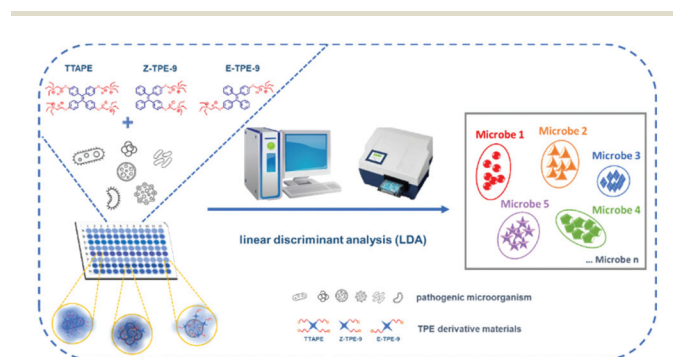 TTAPE Z-TPE-9 E-TPE-9
+
linear discriminant analysis (LDA)
Microbe 1
Microbe 2
Microbe 3
Microbe 5
Microbe 4
... Microbe n
pathogenic microorganism
TTAPE Z-TPE-9 E-TPE-9
TPE derivative materials